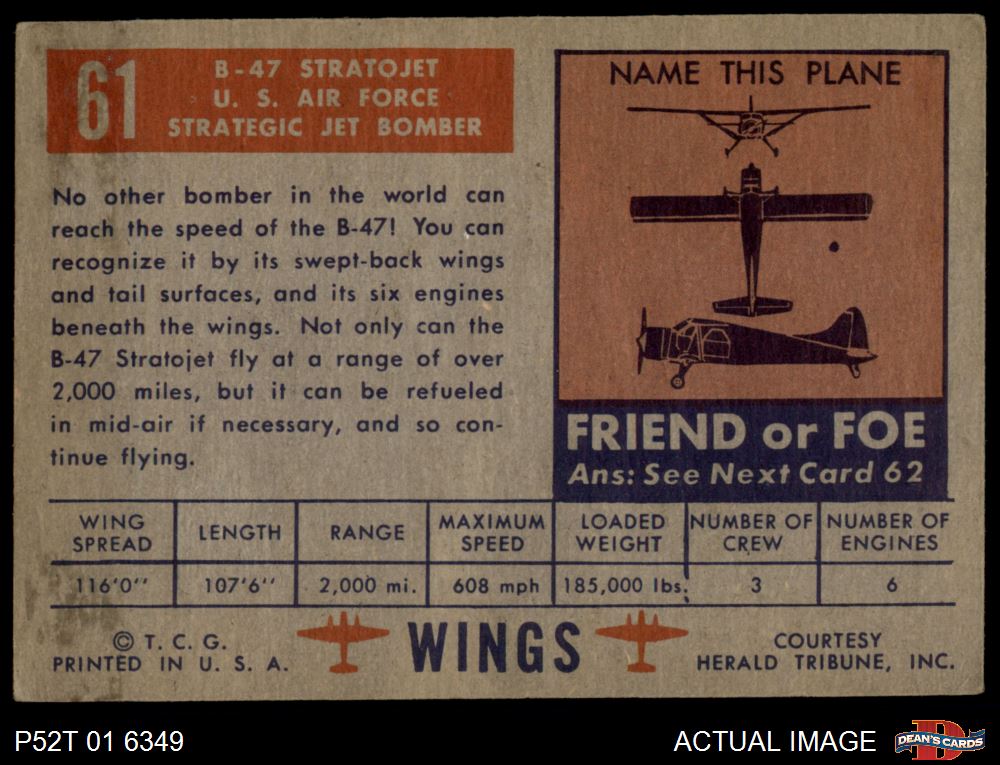 61
B-47 STRATOJET
U. S. AIR FORCE
STRATEGIC JET BOMBER
No other bomber in the world can
reach the speed of the B-47! You can
recognize it by its swept-back wings
and tail surfaces, and its six engines
beneath the wings. Not only can the
B-47 Stratojet fly at a range of over
2,000 miles, but it can be refueled
in mid-air if necessary, and so con-
tinue flying.
NAME THIS PLANE
FRIEND or FOE
Ans: See Next Card 62
WING SPREAD
LENGTH
RANGE
MAXIMUM SPEED
LOADED WEIGHT
NUMBER OF CREW
NUMBER OF ENGINES
116'0"
107'6"
2,000 mi.
608 mph
185,000 lbs.
3
6
© T. C. G.
PRINTED IN U. S. A.
WINGS
COURTESY
HERALD TRIBUNE, INC.
P52T 01 6349
ACTUAL IMAGE
D
DEAN'S CARDS